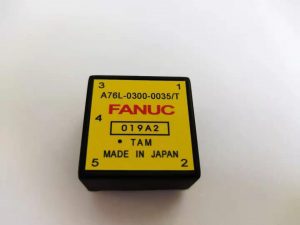 3 1
A76L-0300-0035/T
FANUC
4
019A2
• TAM
MADE IN JAPAN
5 2